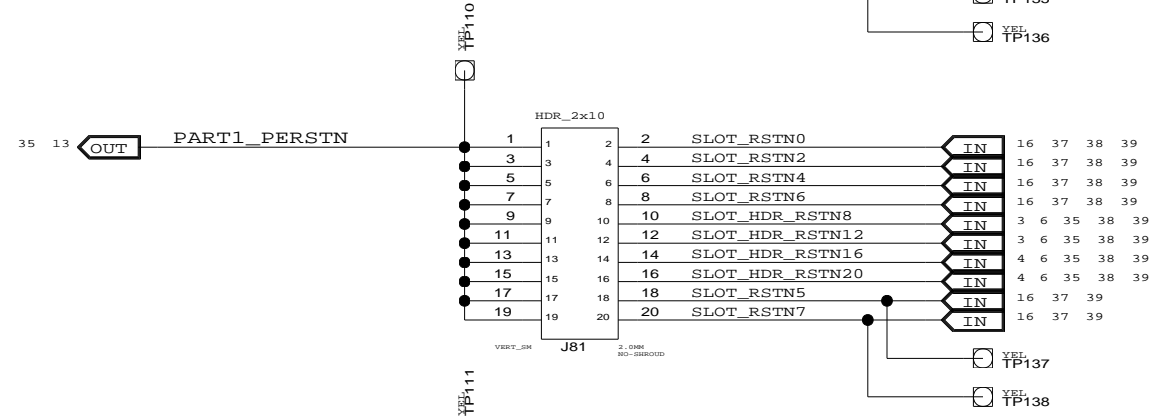 YEL
TP136
YEL
TP110
HDR_2x10
35 13 OUT PART1_PERSTN
1 1 2 2 SLOT_RSTN0 IN 16 37 38 39
3 3 4 4 SLOT_RSTN2 IN 16 37 38 39
5 5 6 6 SLOT_RSTN4 IN 16 37 38 39
7 7 8 8 SLOT_RSTN6 IN 16 37 38 39
9 9 10 10 SLOT_HDR_RSTN8 IN 3 6 35 38 39
11 11 12 12 SLOT_HDR_RSTN12 IN 3 6 35 38 39
13 13 14 14 SLOT_HDR_RSTN16 IN 4 6 35 38 39
15 15 16 16 SLOT_HDR_RSTN20 IN 4 6 35 38 39
17 17 18 18 SLOT_RSTN5 IN 16 37 39
19 19 20 20 SLOT_RSTN7 IN 16 37 39
VERT_SM J81 2.0MM
NO-SHROUD
YEL
TP137
YEL
TP111
YEL
TP138